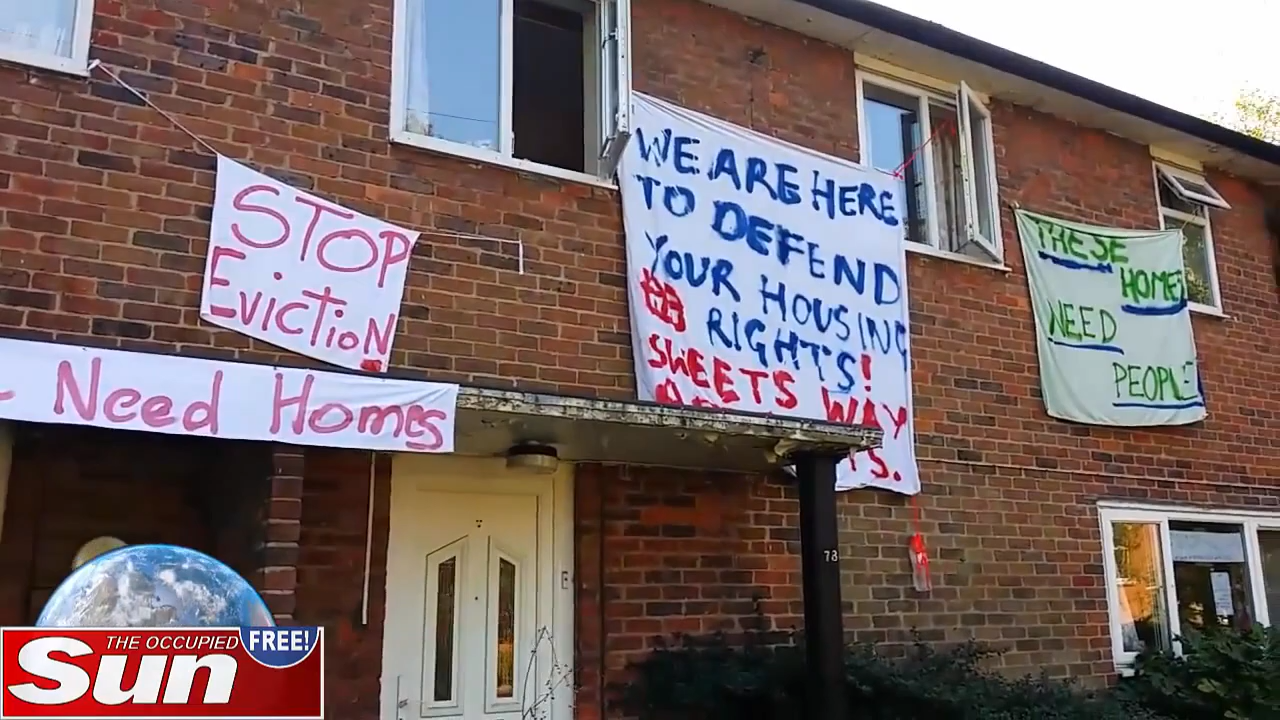 STOP
EVICTION
Need Homes
WE ARE HERE
TO DEFEND
YOUR HOUSING
RIGHTS!
SWEETS WAY
THESE
HOMES
NEED
PEOPLE
78
THE OCCUPIED
Sun
FREE!